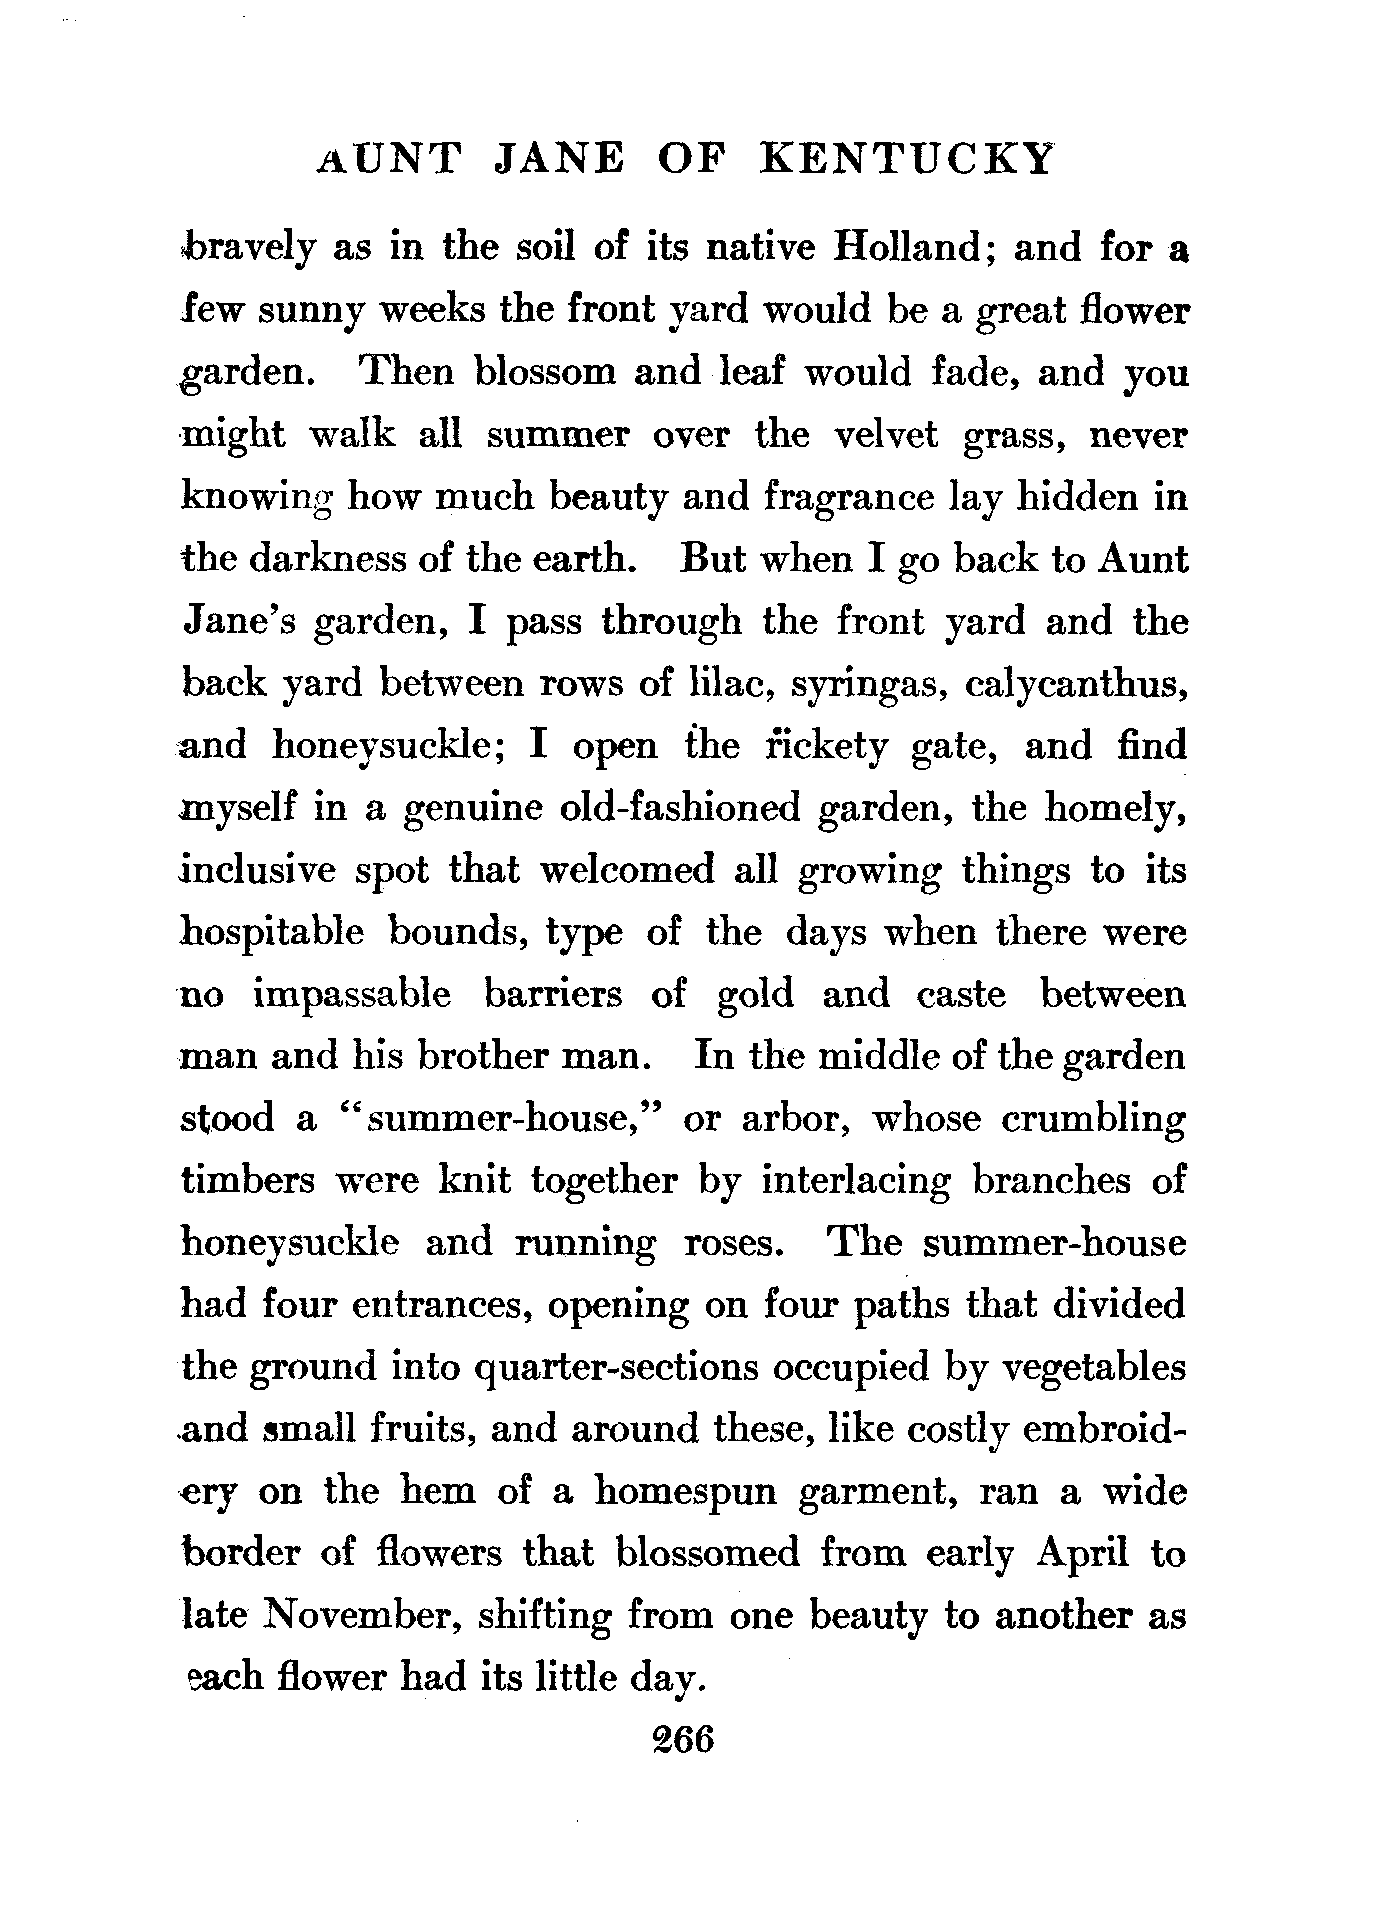 AUNT JANE OF KENTUCKY
bravely as in the soil of its native Holland; and for a
few sunny weeks the front yard would be a great flower
garden. Then blossom and leaf would fade, and you
might walk all summer over the velvet grass, never
knowing how much beauty and fragrance lay hidden in
the darkness of the earth. But when I go back to Aunt
Jane's garden, I pass through the front yard and the
back yard between rows of lilac, syringas, calycanthus,
and honeysuckle; I open the rickety gate, and find
myself in a genuine old-fashioned garden, the homely,
inclusive spot that welcomed all growing things to its
hospitable bounds, type of the days when there were
no impassable barriers of gold and caste between
man and his brother man. In the middle of the garden
stood a “summer-house,” or arbor, whose crumbling
timbers were knit together by interlacing branches of
honeysuckle and running roses. The summer-house
had four entrances, opening on four paths that divided
the ground into quarter-sections occupied by vegetables
and small fruits, and around these, like costly embroid-
ery on the hem of a homespun garment, ran a wide
border of flowers that blossomed from early April to
late November, shifting from one beauty to another as
each flower had its little day.
266